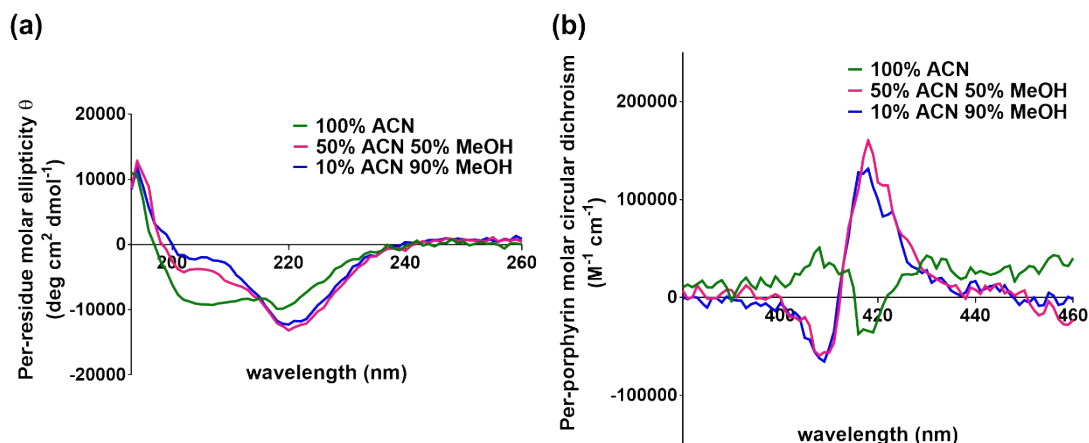 (a)
Per-residue molar ellipticity θ
(deg cm² dmol⁻¹)
20000
10000
0
-10000
-20000
200
220
240
260
100% ACN
50% ACN 50% MeOH
10% ACN 90% MeOH
wavelength (nm)
(b)
Per-porphyrin molar circular dichroism
(M⁻¹ cm⁻¹)
200000
100000
0
-100000
400
420
440
460
100% ACN
50% ACN 50% MeOH
10% ACN 90% MeOH
wavelength (nm)